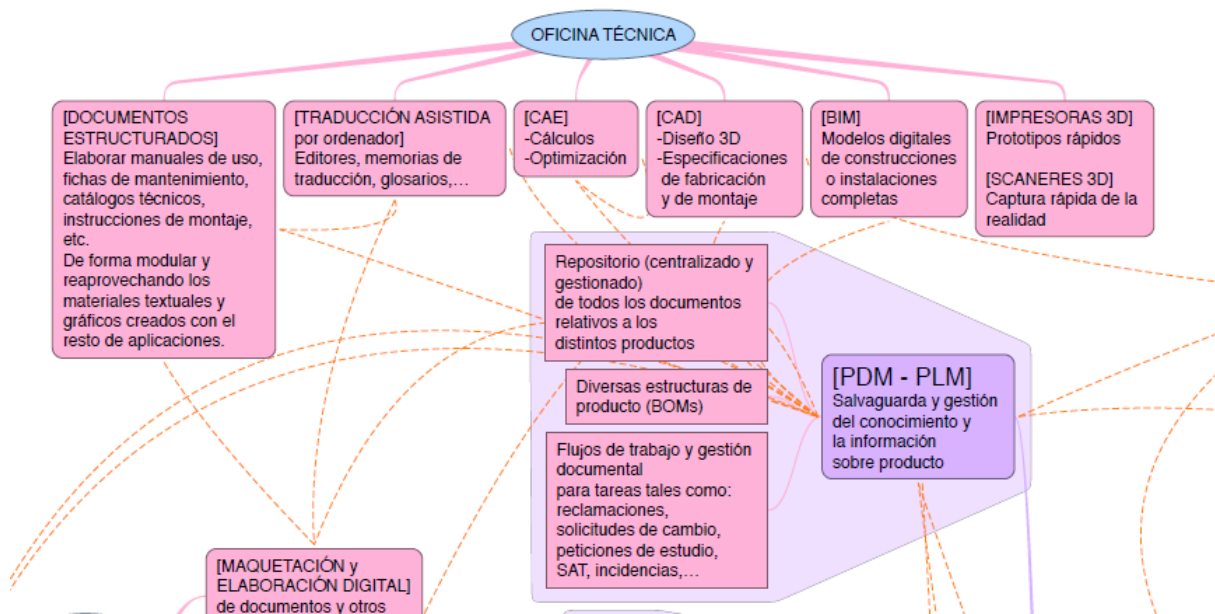 OFICINA TÉCNICA
[DOCUMENTOS
ESTRUCTURADOS]
Elaborar manuales de uso,
fichas de mantenimiento,
catálogos técnicos,
instrucciones de montaje,
etc.
De forma modular y
reaprovechando los
materiales textuales y
gráficos creados con el
resto de aplicaciones.
[TRADUCCIÓN ASISTIDA
por ordenador]
Editores, memorias de
traducción, glosarios,...
[CAE]
-Cálculos
-Optimización
[CAD]
-Diseño 3D
-Especificaciones
de fabricación
y de montaje
[BIM]
Modelos digitales
de construcciones
o instalaciones
completas
[IMPRESORAS 3D]
Prototipos rápidos
[SCANERES 3D]
Captura rápida de la
realidad
Repositorio (centralizado y
gestionado)
de todos los documentos
relativos a los
distintos productos
Diversas estructuras de
producto (BOMs)
Flujos de trabajo y gestión
documental
para tareas tales como:
reclamaciones,
solicitudes de cambio,
peticiones de estudio,
SAT, incidencias,...
[PDM - PLM]
Salvaguarda y gestión
del conocimiento y
la información
sobre producto
[MAQUETACIÓN y
ELABORACIÓN DIGITAL]
de documentos y otros